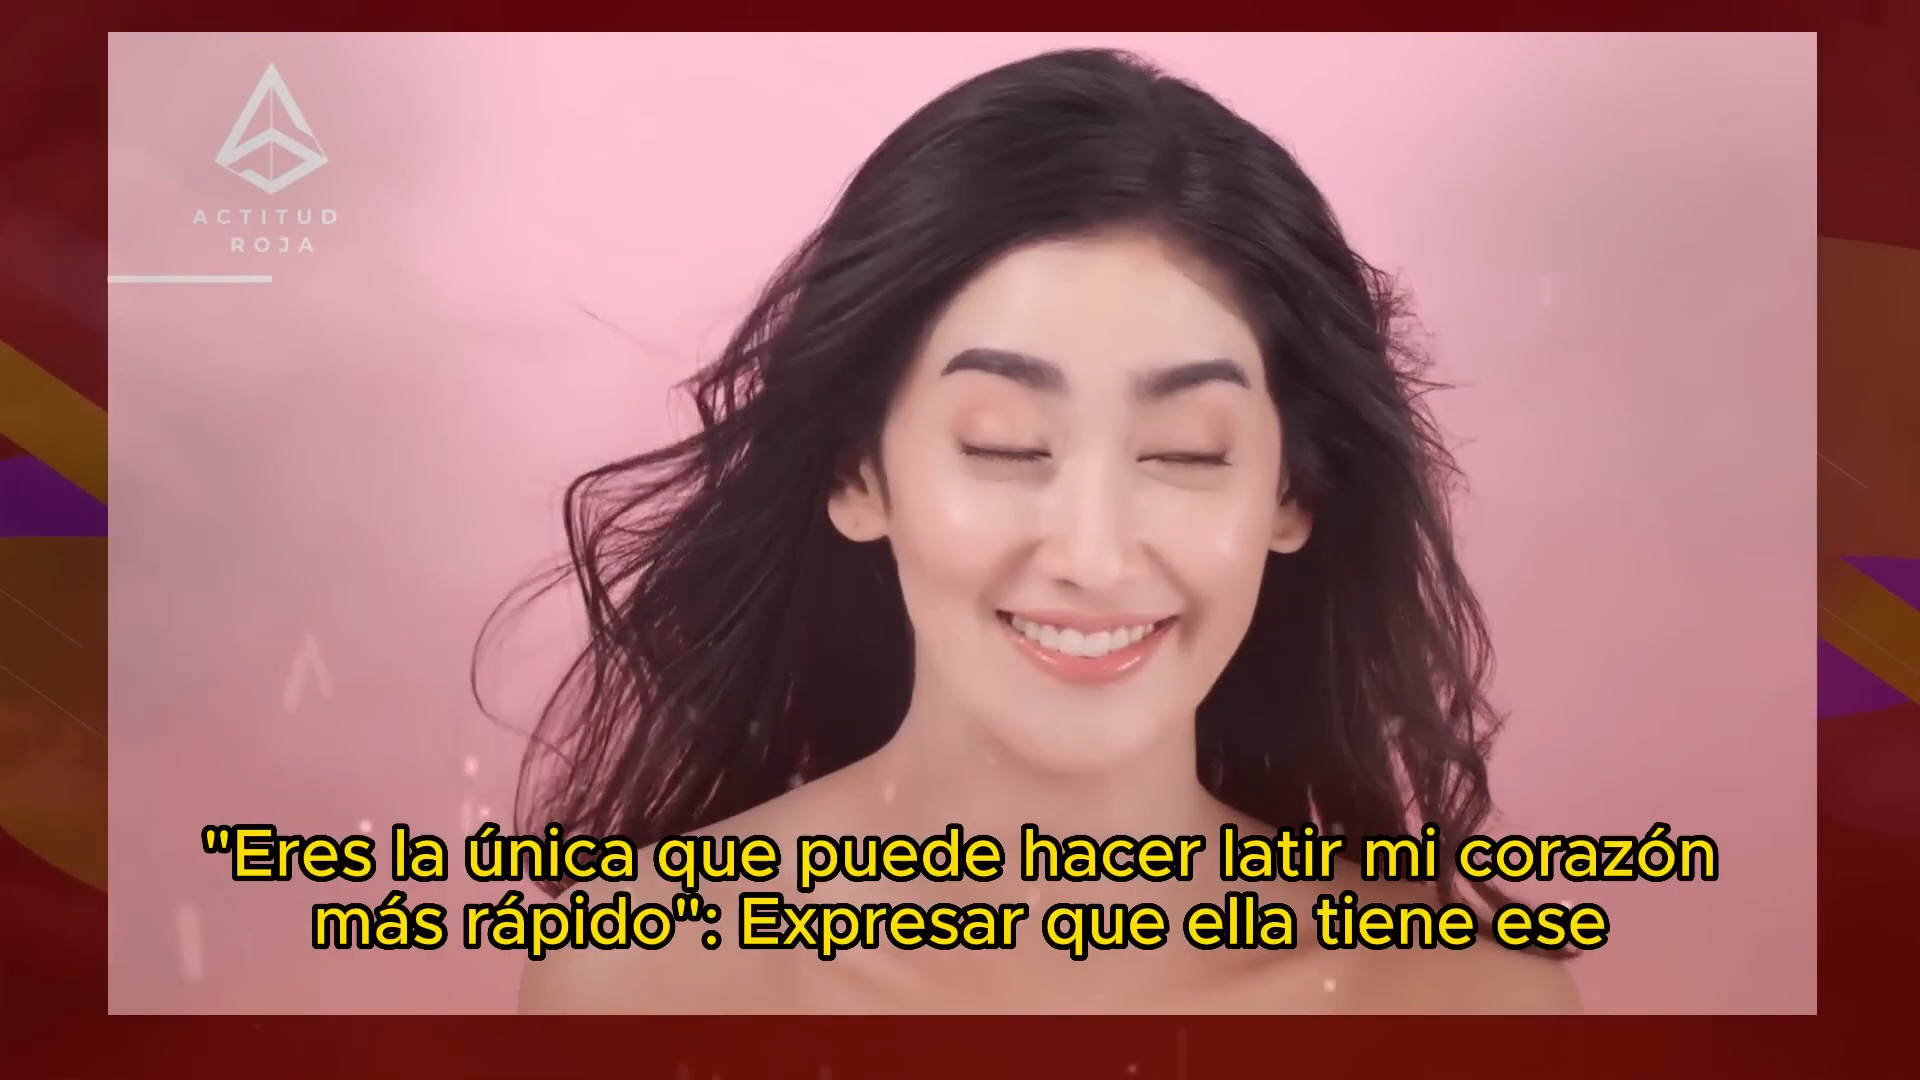 ACTITUD
ROJA
"Eres la única que puede hacer latir mi corazón
más rápido": Expresar que ella tiene ese